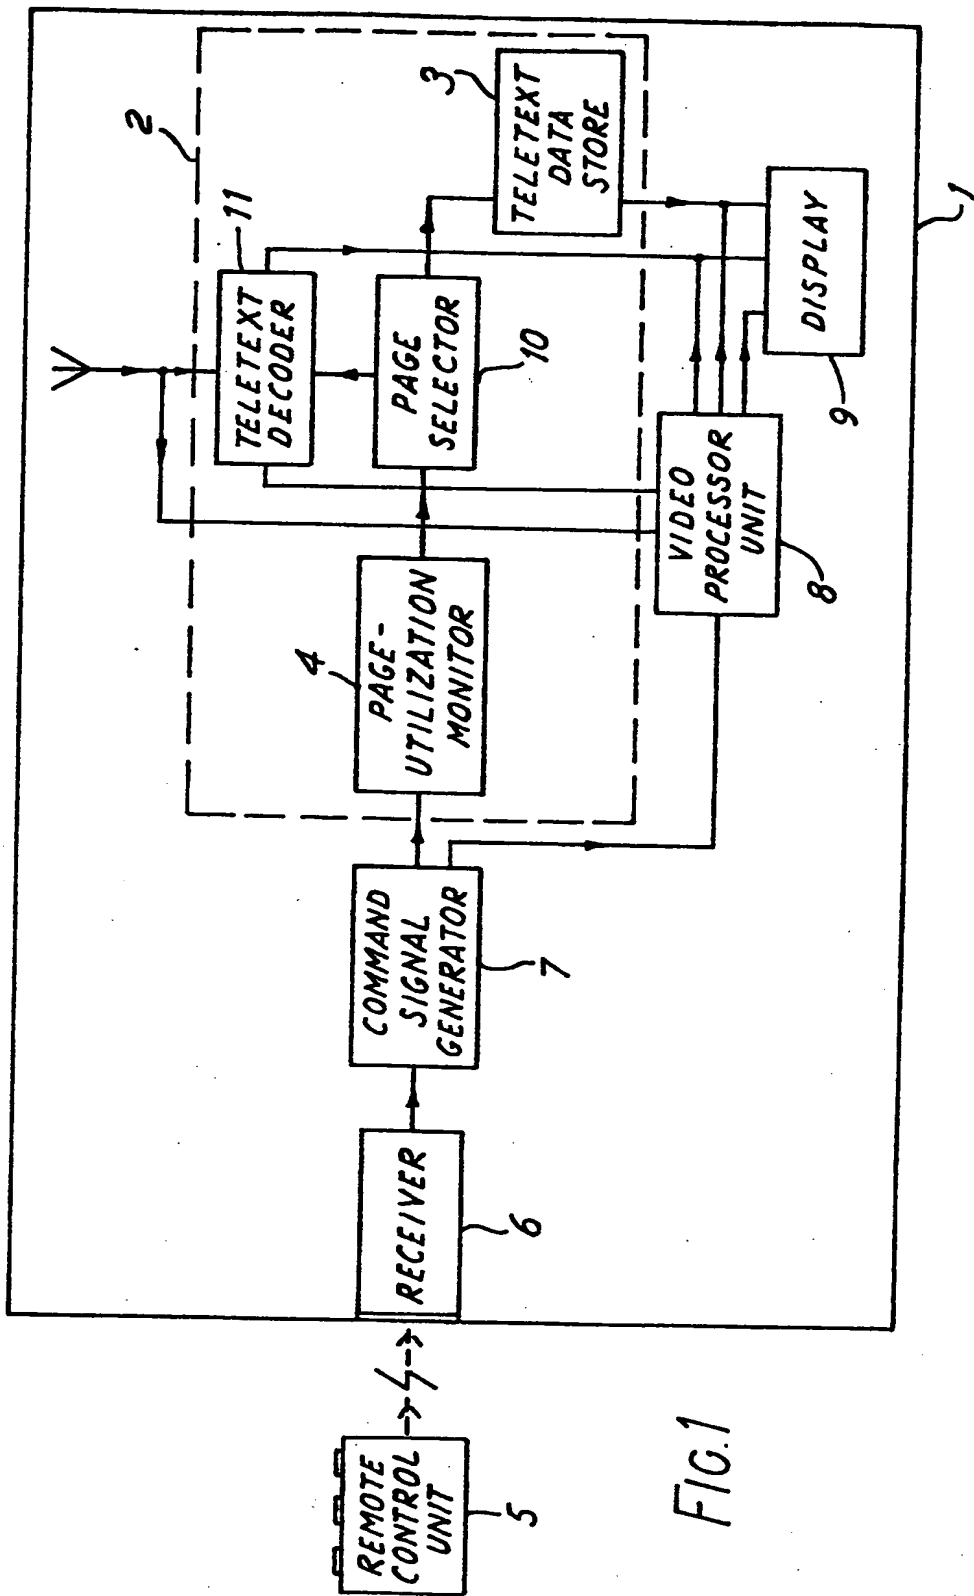 2
11
TELETEXT
DECODER
3
TELETEXT
DATA
STORE
4
PAGE-
UTILIZATION
MONITOR
PAGE
SELECTOR
10
REMOTE
CONTROL
UNIT
5
RECEIVER
6
COMMAND
SIGNAL
GENERATOR
7
VIDEO
PROCESSOR
UNIT
8
DISPLAY
9
1
FIG.1